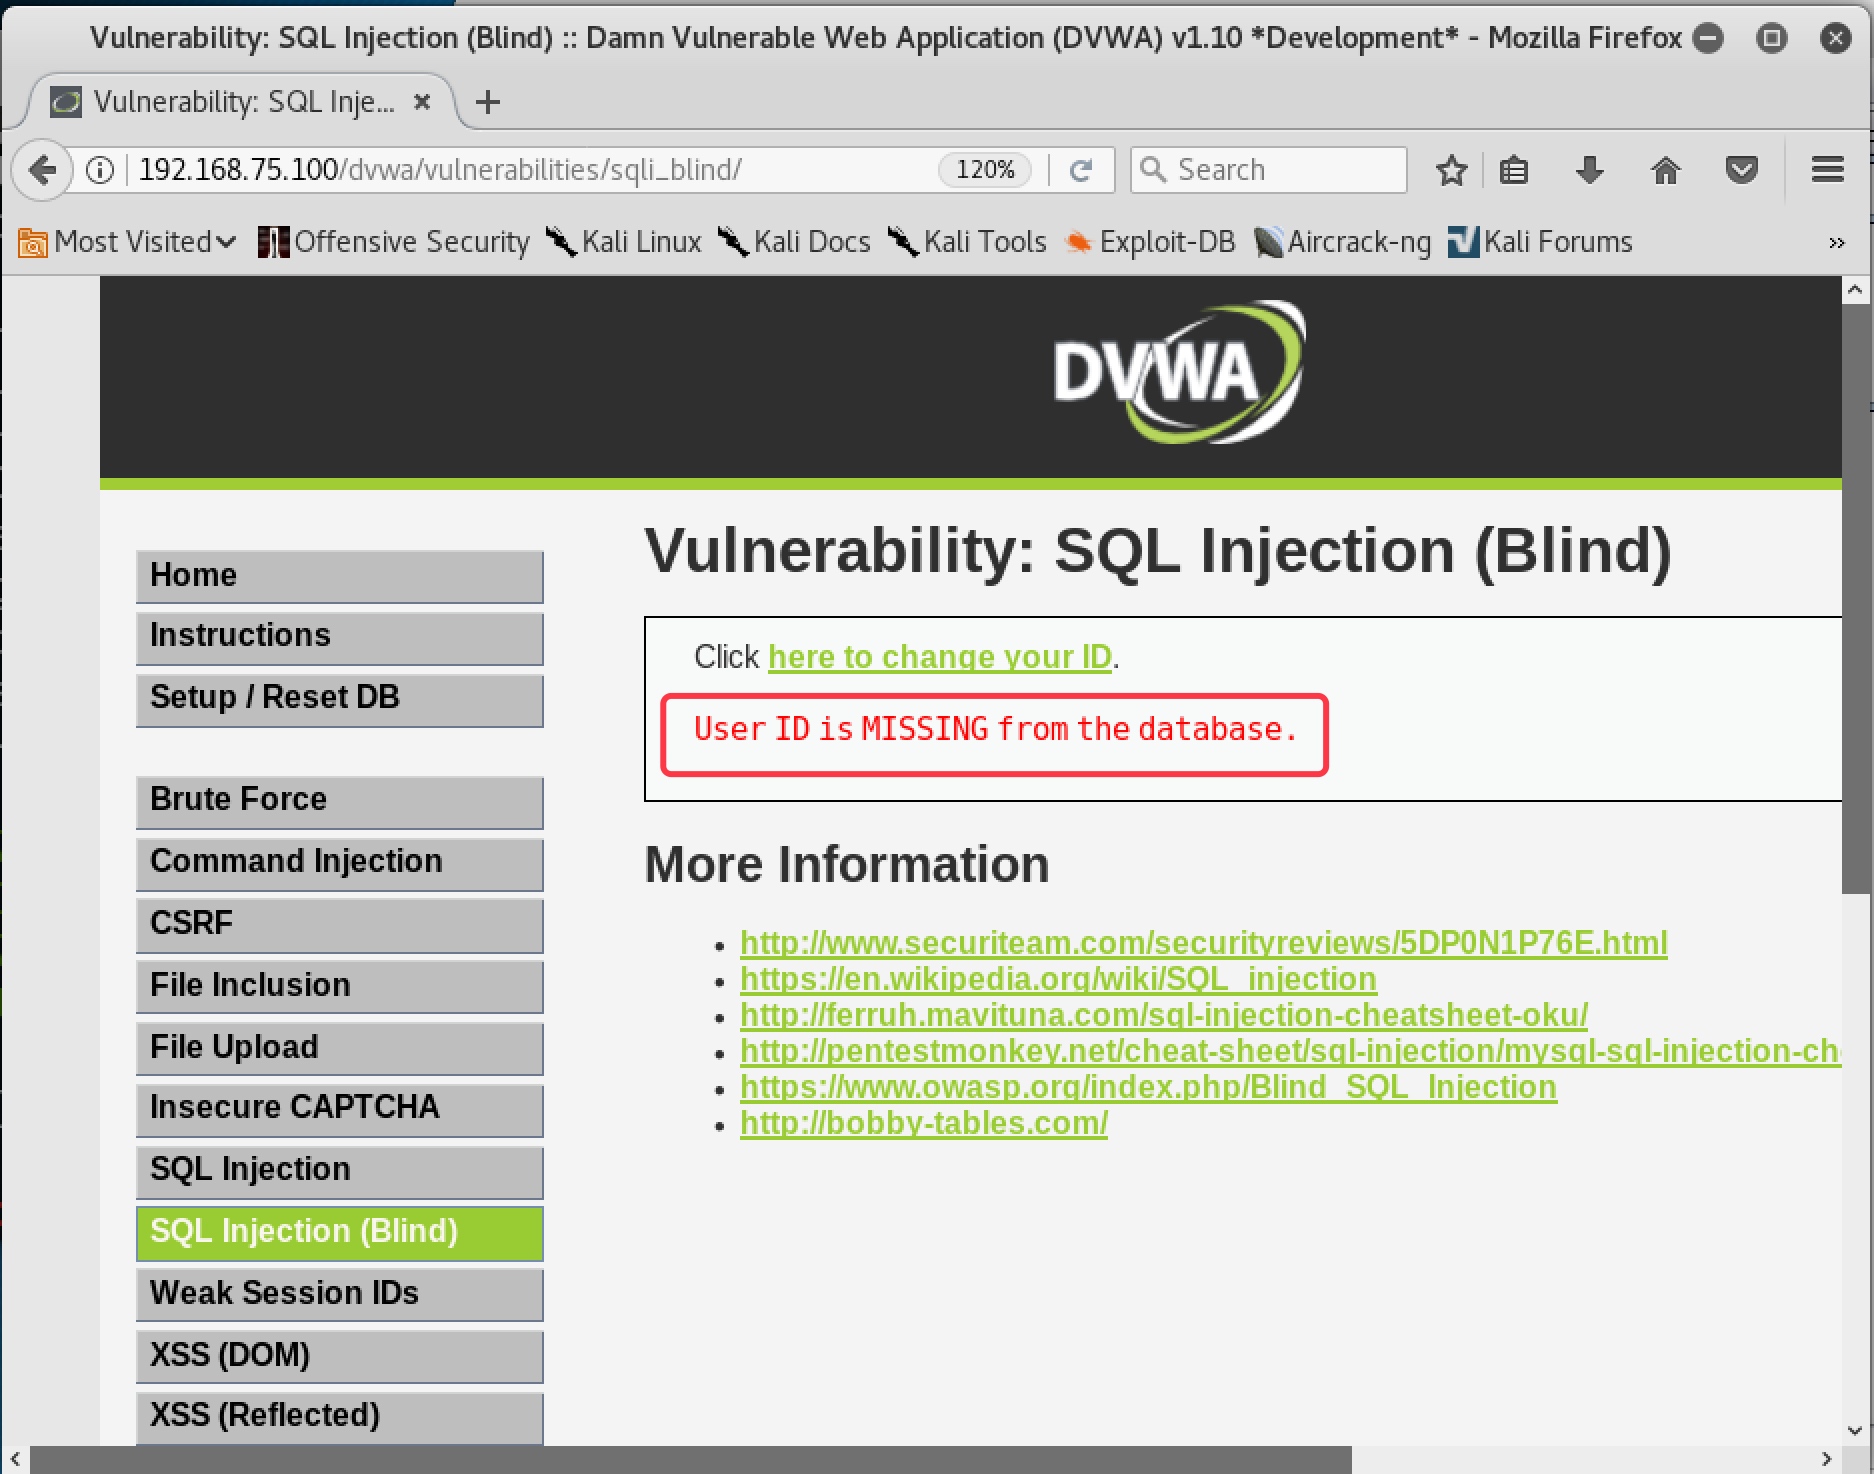 Vulnerability: SQL Injection (Blind) :: Damn Vulnerable Web Application (DVWA) v1.10 *Development* - Mozilla Firefox
Vulnerability: SQL Inje...
192.168.75.100/dvwa/vulnerabilities/sqli_blind/ 120% Search
Most Visited Offensive Security Kali Linux Kali Docs Kali Tools Exploit-DB Aircrack-ng Kali Forums »
DVWA
Home
Instructions
Setup / Reset DB
Brute Force
Command Injection
CSRF
File Inclusion
File Upload
Insecure CAPTCHA
SQL Injection
SQL Injection (Blind)
Weak Session IDs
XSS (DOM)
XSS (Reflected)
Vulnerability: SQL Injection (Blind)
Click here to change your ID.
User ID is MISSING from the database.
More Information
• http://www.securiteam.com/securityreviews/5DP0N1P76E.html
• https://en.wikipedia.org/wiki/SQL_injection
• http://ferruh.mavituna.com/sql-injection-cheatsheet-oku/
• http://pentestmonkey.net/cheat-sheet/sql-injection/mysql-sql-injection-ch
• https://www.owasp.org/index.php/Blind_SQL_Injection
• http://bobby-tables.com/